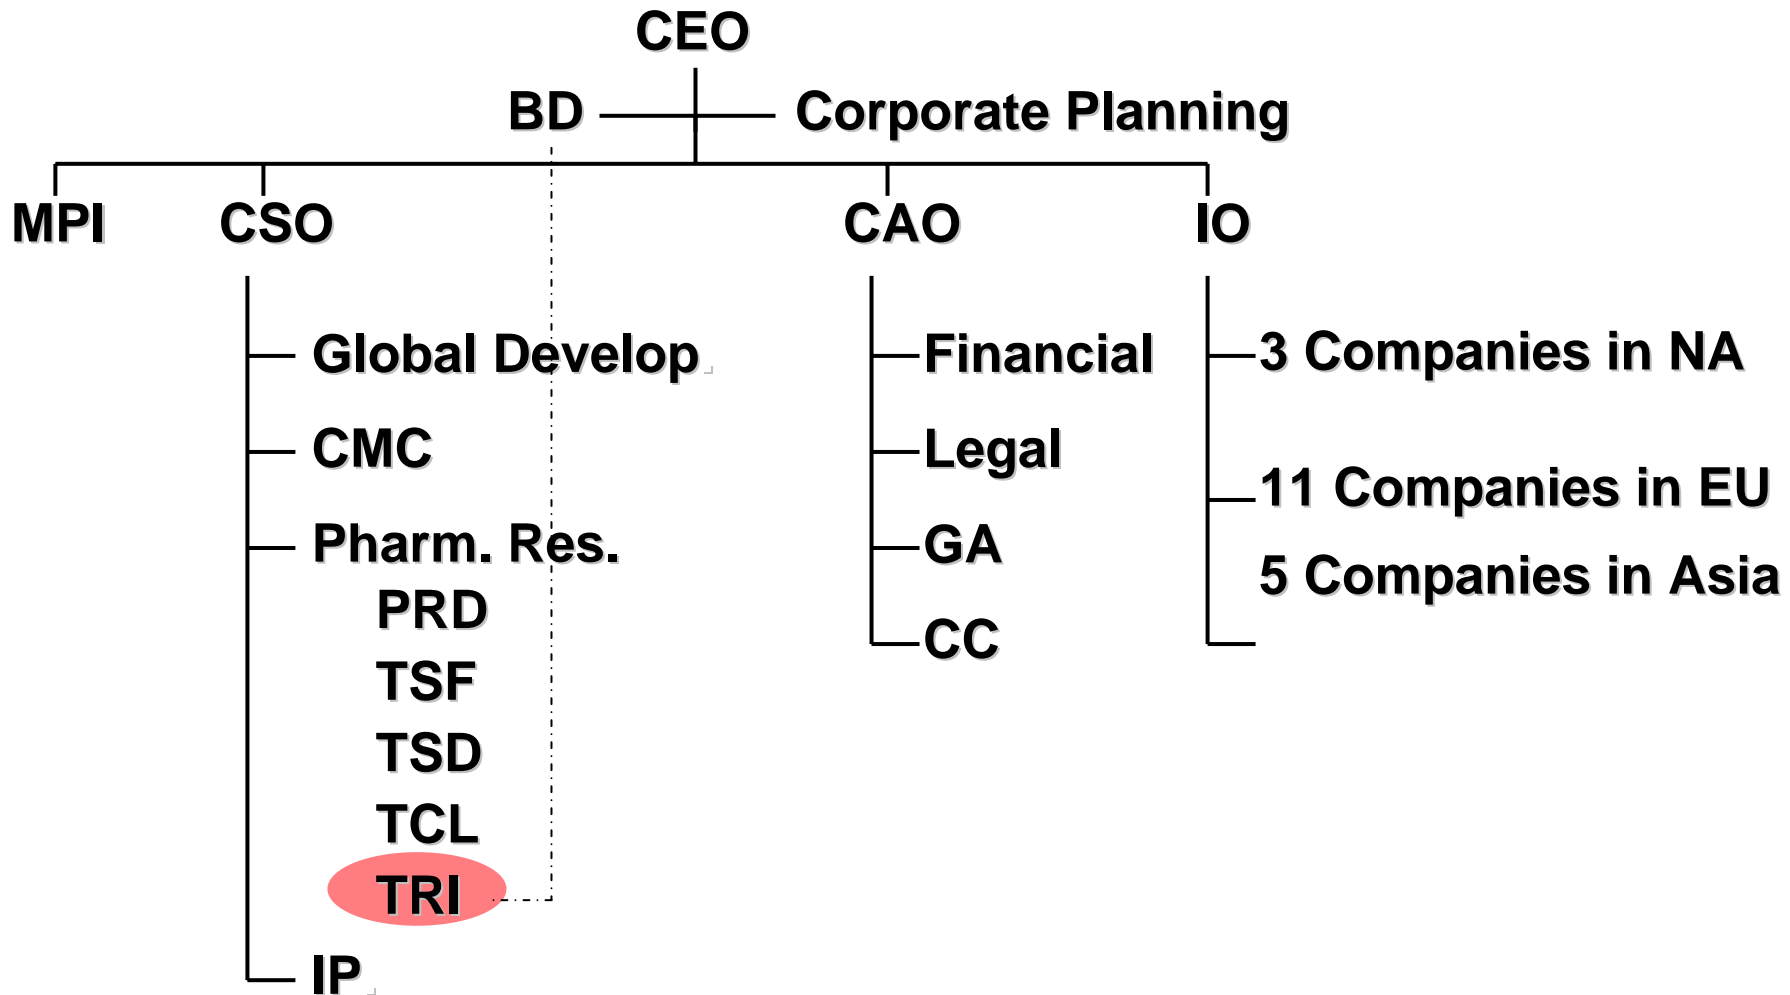 CEO
BD Corporate Planning
MPI CSO CAO IO
Global Develop
CMC
Pharm. Res.
PRD
TSF
TSD
TCL
TRI
IP
Financial
Legal
GA
CC
3 Companies in NA
11 Companies in EU
5 Companies in Asia